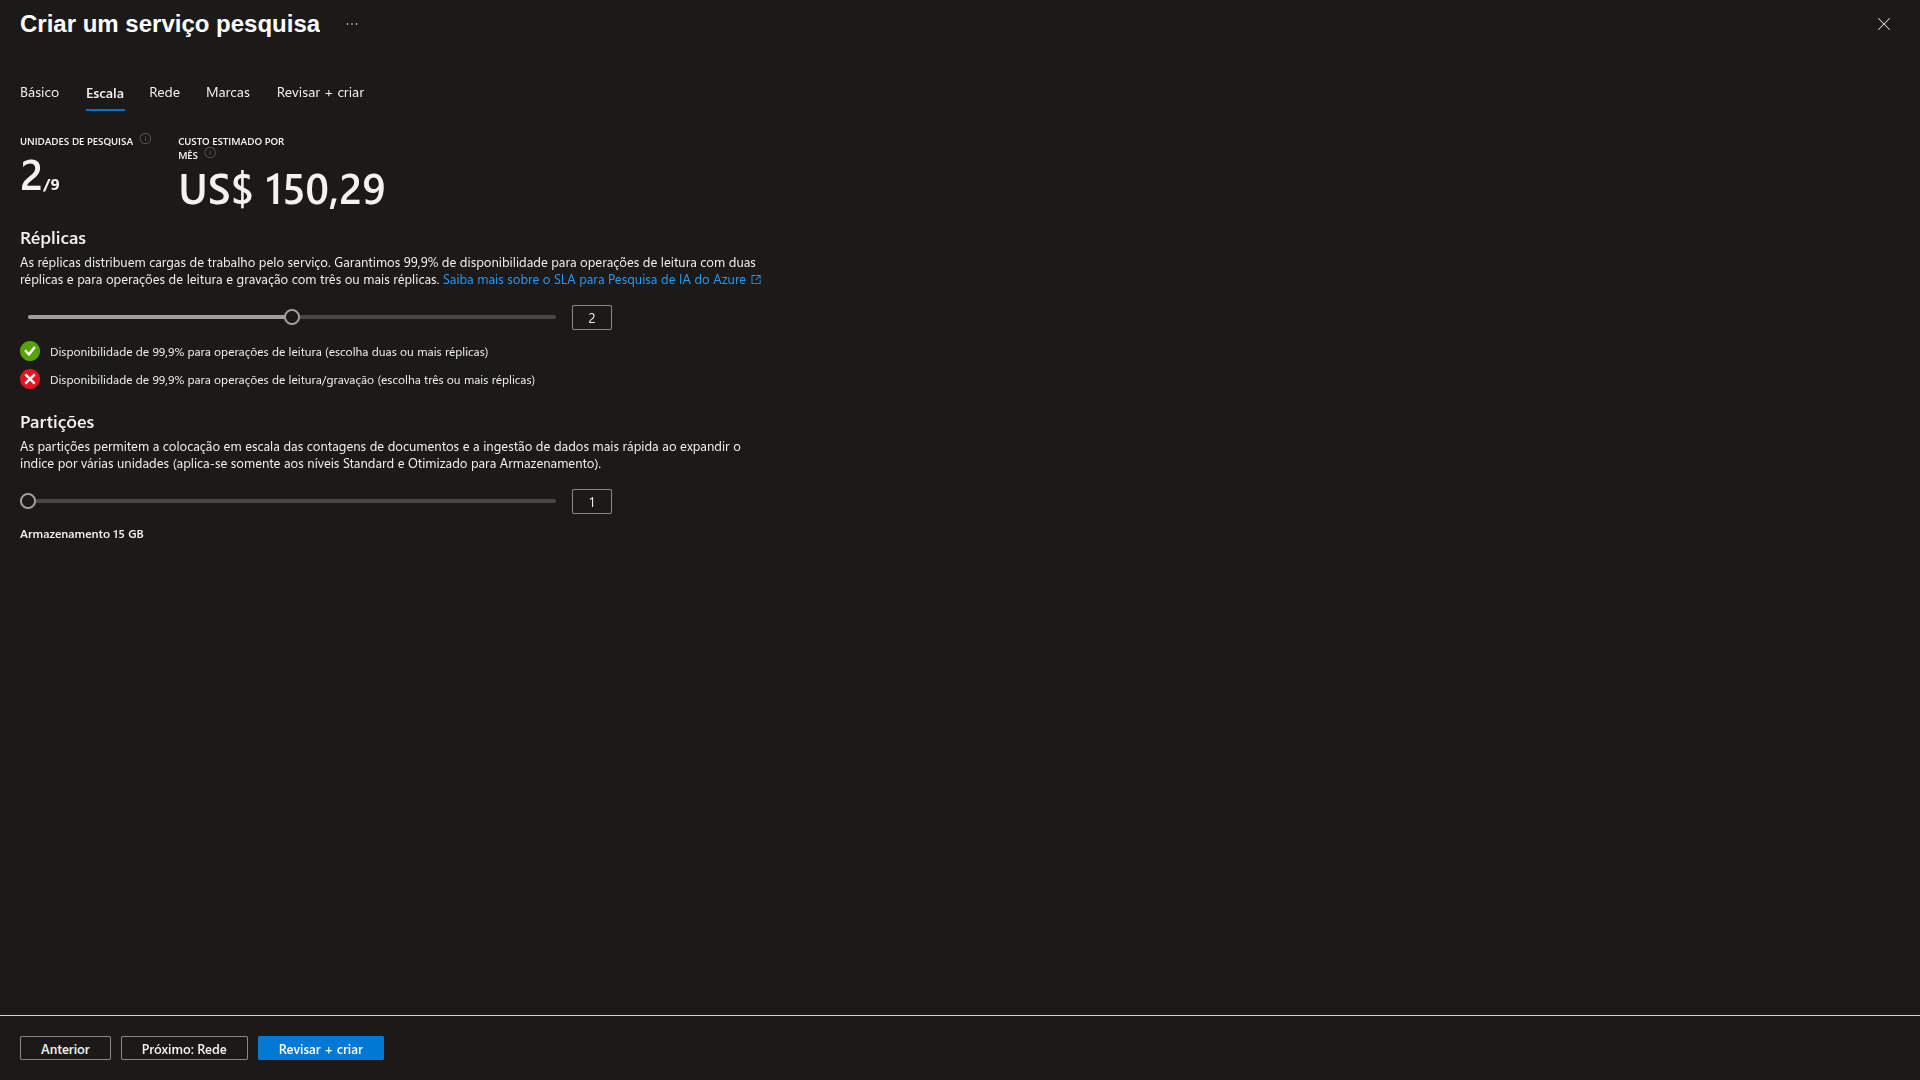 Criar um serviço pesquisa
Básico
Escala
Rede
Marcas
Revisar + criar
UNIDADES DE PESQUISA
2/9
CUSTO ESTIMADO POR
MÊS
US$ 150,29
Réplicas
As réplicas distribuem cargas de trabalho pelo serviço. Garantimos 99,9% de disponibilidade para operações de leitura com duas
réplicas e para operações de leitura e gravação com três ou mais réplicas. Saiba mais sobre o SLA para Pesquisa de IA do Azure
2
Disponibilidade de 99,9% para operações de leitura (escolha duas ou mais réplicas)
Disponibilidade de 99,9% para operações de leitura/gravação (escolha três ou mais réplicas)
Partições
As partições permitem a colocação em escala das contagens de documentos e a ingestão de dados mais rápida ao expandir o
índice por várias unidades (aplica-se somente aos níveis Standard e Otimizado para Armazenamento).
1
Armazenamento 15 GB
Anterior
Próximo: Rede
Revisar + criar